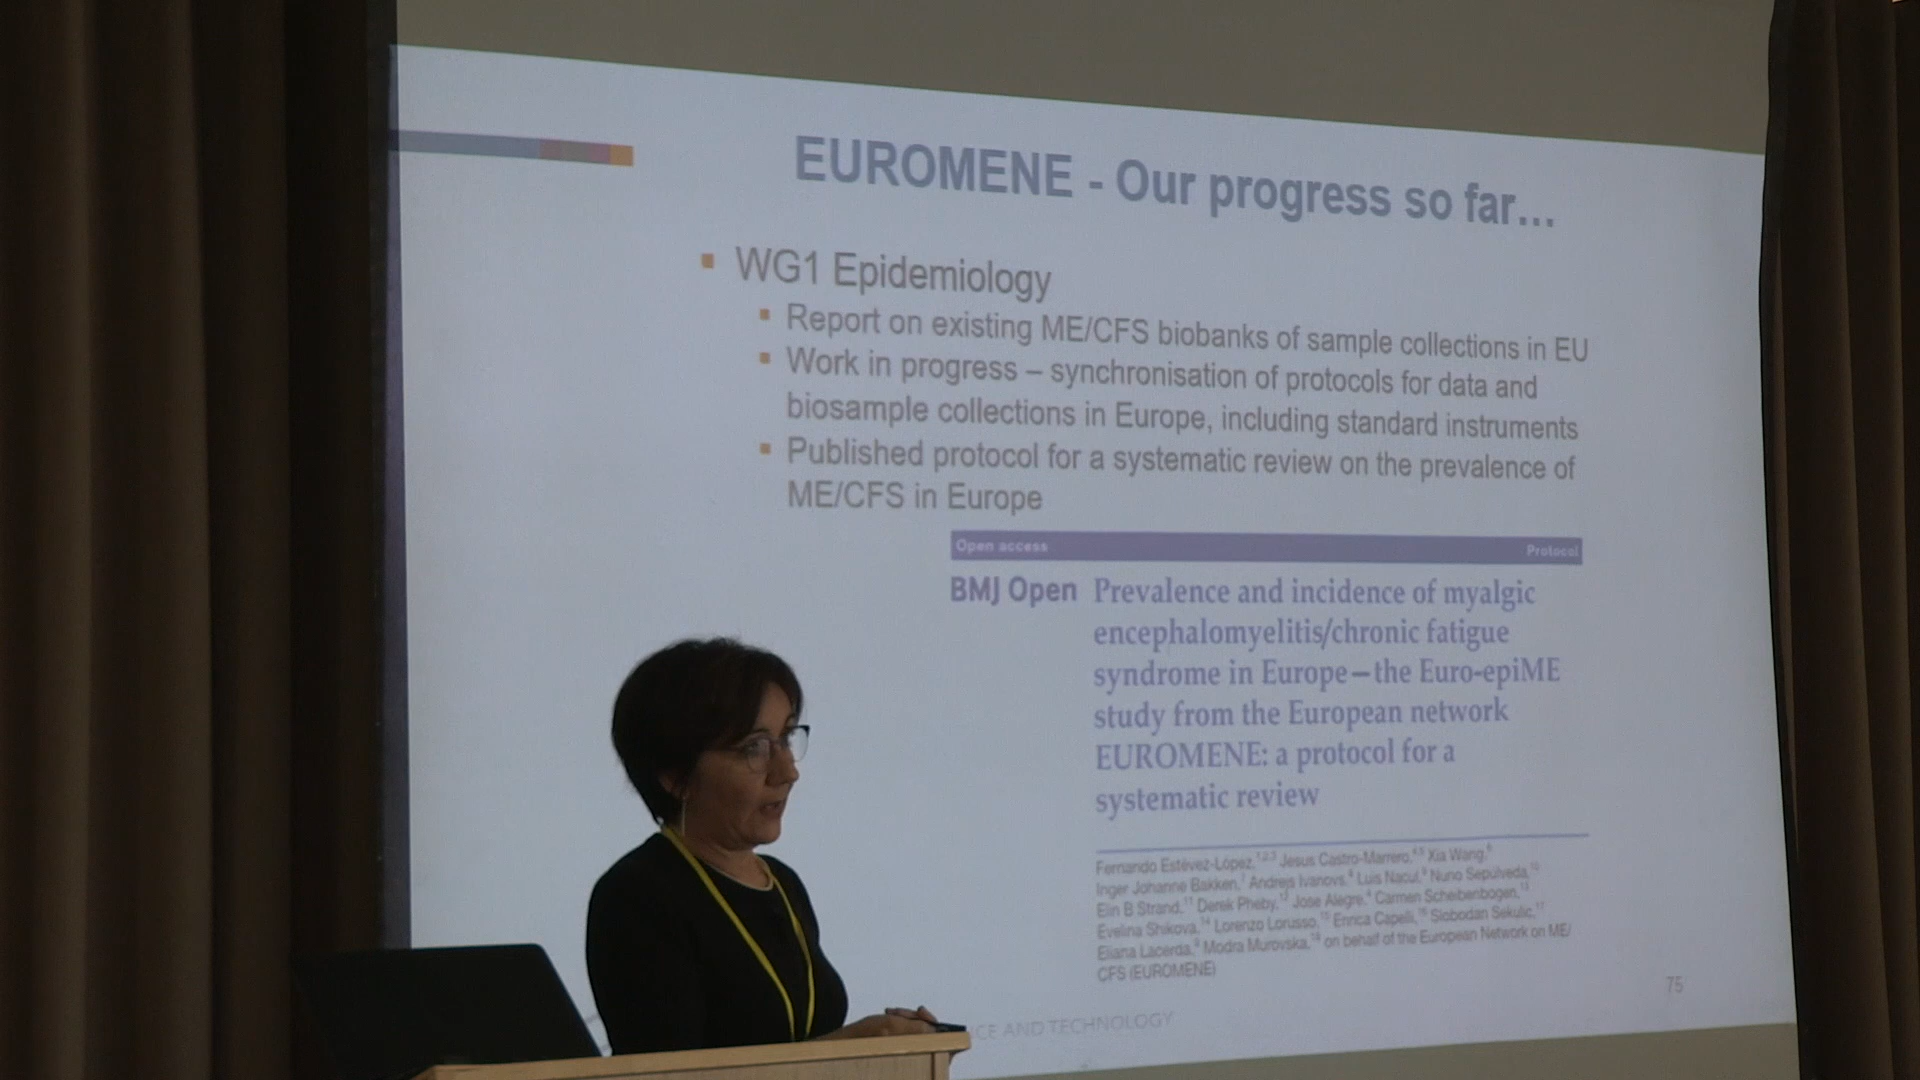 EUROMENE - Our progress so far...
WG1 Epidemiology
Report on existing ME/CFS biobanks of sample collections in EU
Work in progress – synchronisation of protocols for data and
biosample collections in Europe, including standard instruments
Published protocol for a systematic review on the prevalence of
ME/CFS in Europe
Open access Protocol
BMJ Open Prevalence and incidence of myalgic
encephalomyelitis/chronic fatigue
syndrome in Europe—the Euro-epiME
study from the European network
EUROMENE: a protocol for a
systematic review
Fernando Estévez-López, Jesus Castro-Marrero, Xia Wang,
Inger Johanne Bakken, Andrejs Ivanovs, Luis Nacul, Nuno Sepúlveda,
Elin B Strand, Derek Pheby, Jose Alegre, Carmen Scheibenbogen,
Evelina Shikova, Lorenzo Lorusso, Enrica Capelli, Slobodan Sekulic,
Eliana Lacerda, Modra Murovska, on behalf of the European Network on ME/
CFS (EUROMENE)
75
AND TECHNOLOGY